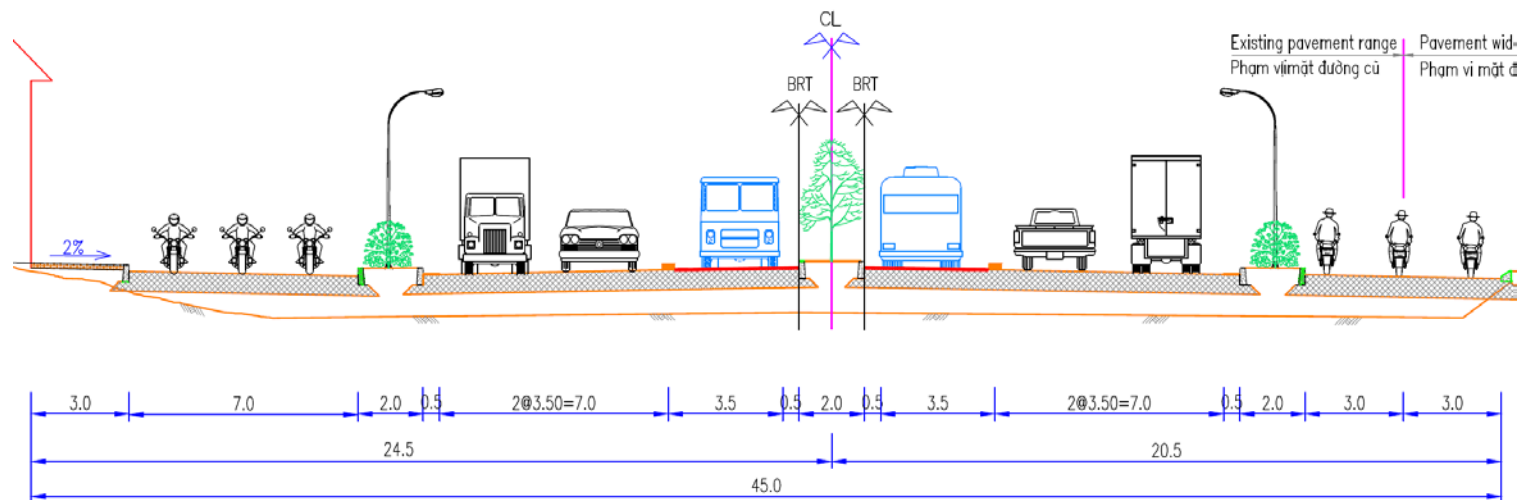 CL
Existing pavement range
Pavement wid
Phạm vi mặt đường cũ
Phạm vi mặt đ
BRT
BRT
2%
3.0
7.0
2.0
0.5
2@3.50=7.0
3.5
0.5
2.0
0.5
3.5
2@3.50=7.0
0.5
2.0
3.0
3.0
24.5
20.5
45.0